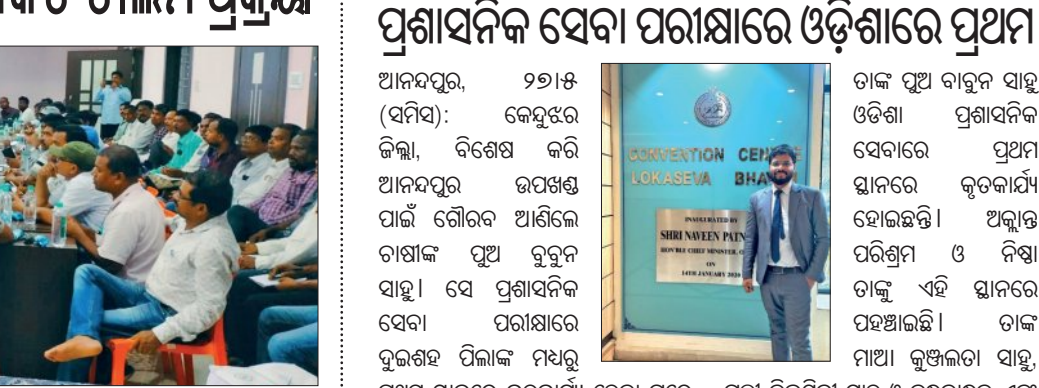 ପ୍ରଶାସନିକ ସେବା ପରୀକ୍ଷାରେ ଓଡ଼ିଶାରେ ପ୍ରଥମ
ଆନନ୍ଦପୁର, ୨୭।୫
(ସମିସ): କେନ୍ଦୁଝର
ଜିଲ୍ଲା, ବିଶେଷ କରି
ଆନନ୍ଦପୁର ଉପଖଣ୍ଡ
ପାଇଁ ଗୌରବ ଆଣିଲେ
ଚାଷୀଙ୍କ ପୁଅ ବୁବୁନ
ସାହୁ। ସେ ପ୍ରଶାସନିକ
ସେବା ପରୀକ୍ଷାରେ
ଦୁଇଶହ ପିଲାଙ୍କ ମଧ୍ୟରୁ
CONVENTION CENTRE
LOKASEVA BHA
INAUGURATED BY
SHRI NAVEEN PATN
HON'BLE CHIEF MINISTER, O
ON
14TH JANUARY 2020
ତାଙ୍କ ପୁଅ ବାବୁନ ସାହୁ
ଓଡିଶା ପ୍ରଶାସନିକ
ସେବାରେ ପ୍ରଥମ
ସ୍ଥାନରେ କୃତକାର୍ଯ୍ୟ
ହୋଇଛନ୍ତି। ଅକ୍ଲାନ୍ତ
ପରିଶ୍ରମ ଓ ନିଷ୍ଠା
ତାଙ୍କୁ ଏହି ସ୍ଥାନରେ
ପହଞ୍ଚାଇଛି। ତାଙ୍କ
ମାଆ କୁଞ୍ଜଲତା ସାହୁ,